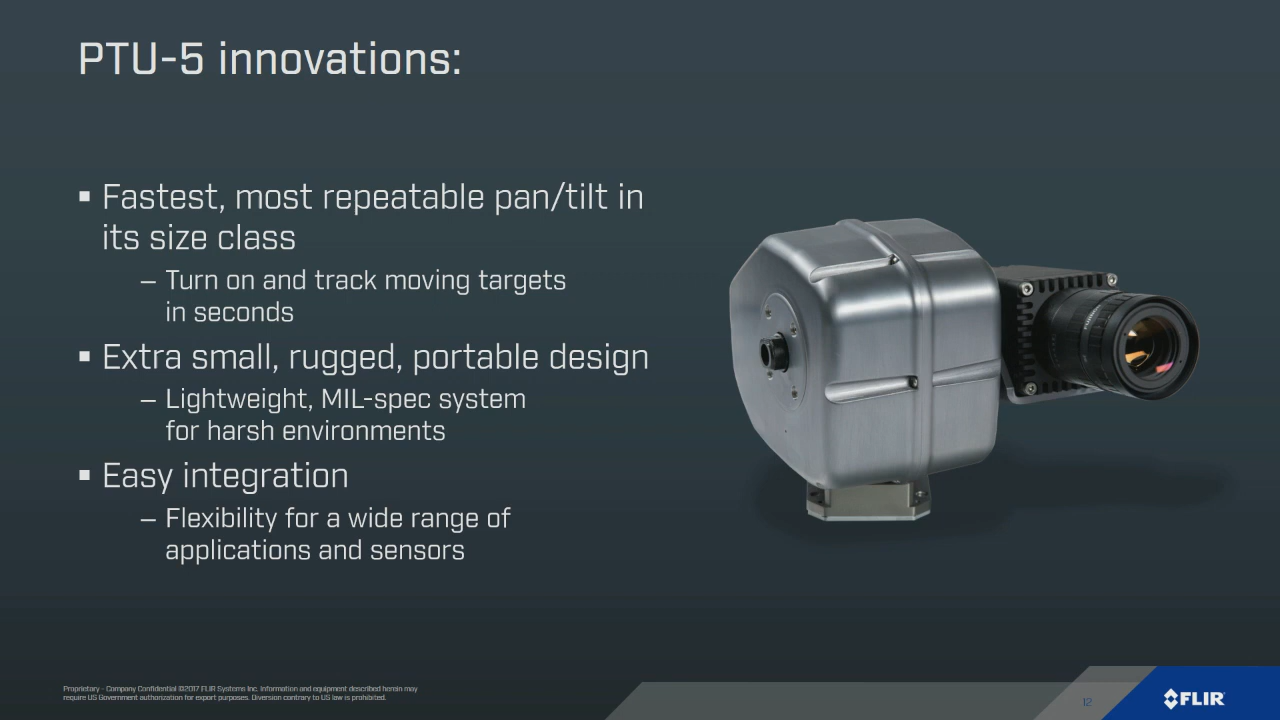 PTU-5 innovations:
▪ Fastest, most repeatable pan/tilt in
its size class
– Turn on and track moving targets
in seconds
▪ Extra small, rugged, portable design
– Lightweight, MIL-spec system
for harsh environments
▪ Easy integration
– Flexibility for a wide range of
applications and sensors
Proprietary - Company Confidential ©2017 FLIR Systems Inc. Information and equipment described herein may
require US Government authorization for export purposes. Diversion contrary to US law is prohibited.
12
FLIR